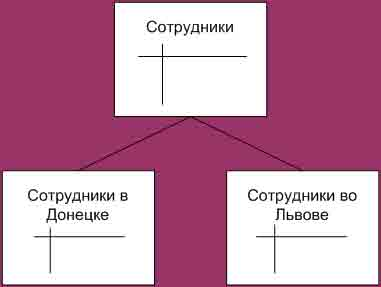 Сотрудники
Сотрудники в
Донецке
Сотрудники во
Львове